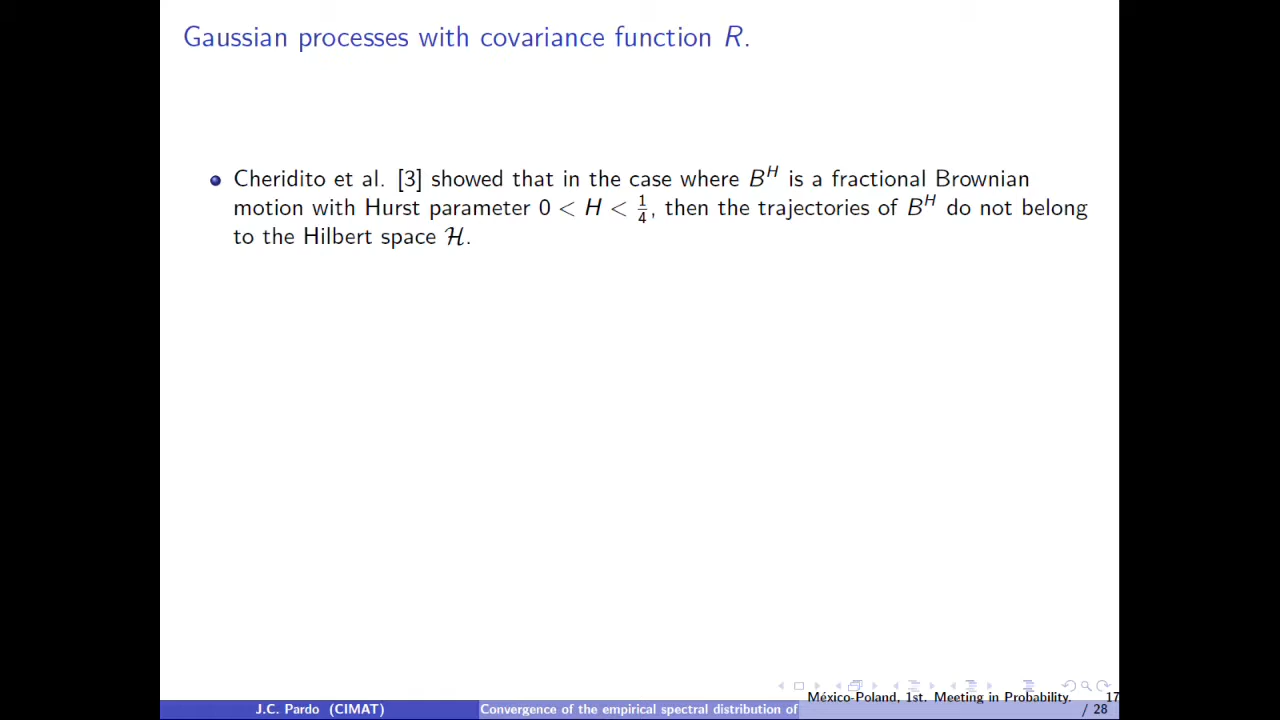 Gaussian processes with covariance function R.
Cheridito et al. [3] showed that in the case where B^H is a fractional Brownian
motion with Hurst parameter 0 < H < 1/4, then the trajectories of B^H do not belong
to the Hilbert space ℋ.
México-Poland, 1st. Meeting in Probability. 17
J.C. Pardo (CIMAT) Convergence of the empirical spectral distribution of / 28